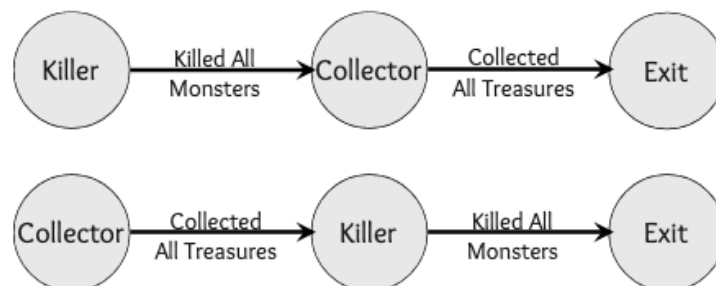 Killer
Killed All
Monsters
Collector
Collected
All Treasures
Exit
Collector
Collected
All Treasures
Killer
Killed All
Monsters
Exit